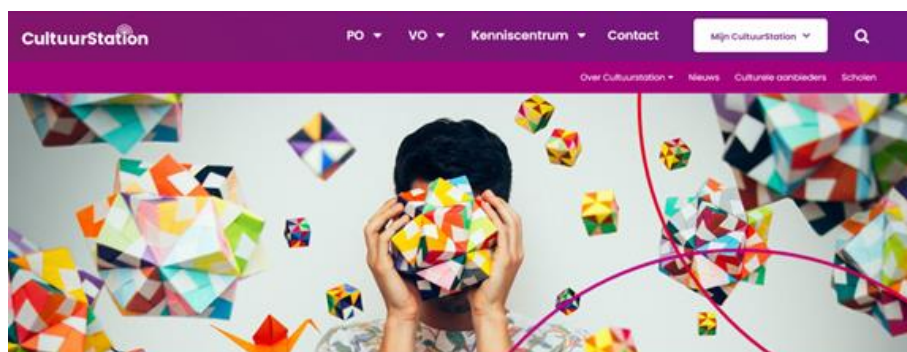 CultuurStation PO VO Kenniscentrum Contact Mijn CultuurStation
Over Cultuurstation Nieuws Culturele aanbieders Scholen